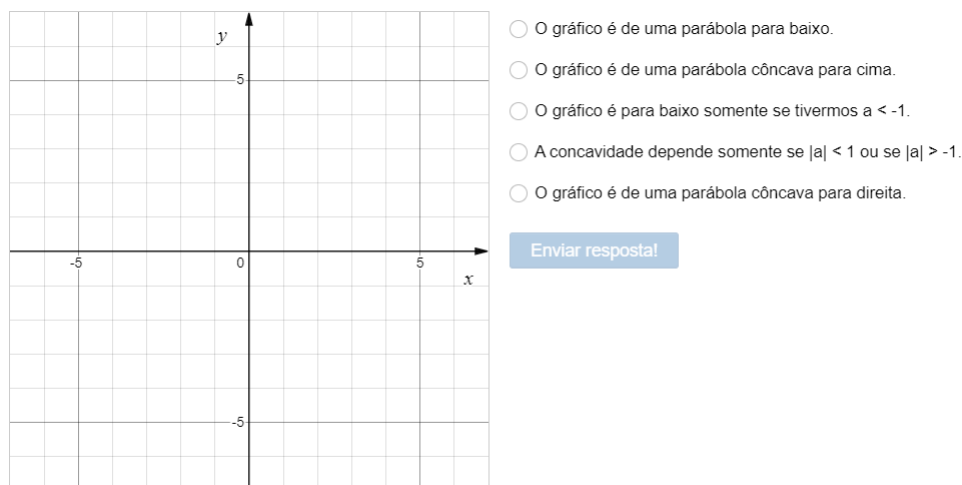 y
5
-5
0
5
x
-5
O gráfico é de uma parábola para baixo.
O gráfico é de uma parábola côncava para cima.
O gráfico é para baixo somente se tivermos a < -1.
A concavidade depende somente se |a| < 1 ou se |a| > -1.
O gráfico é de uma parábola côncava para direita.
Enviar resposta!